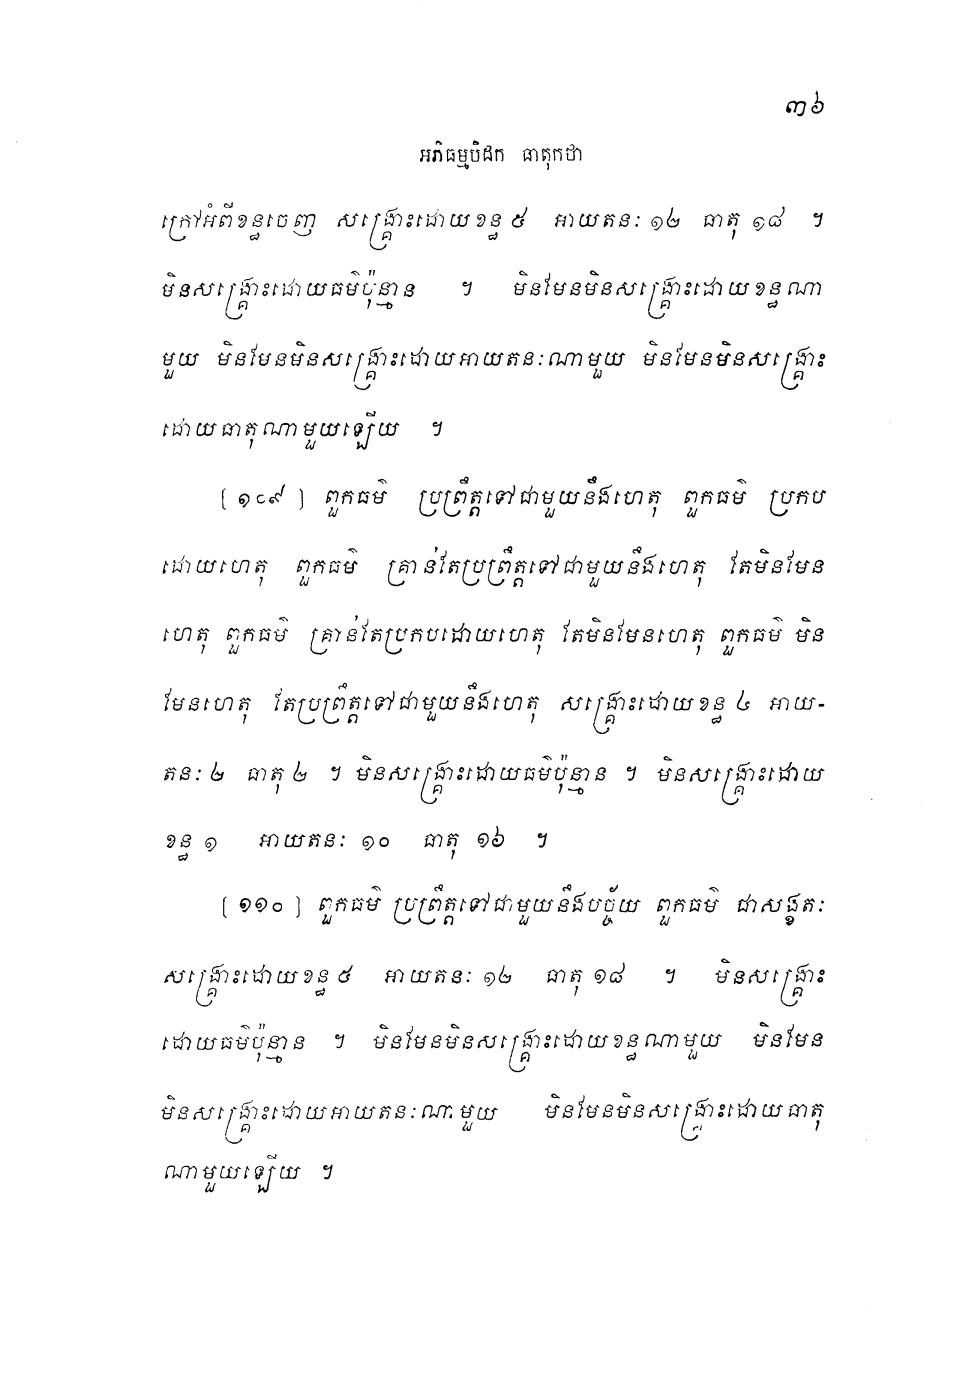 ៣៦
អភិធម្មបិដក ធាតុកថា
ក្រៅអំពីខន្ធចេញ សង្គ្រោះដោយខន្ធ ៥ អាយតនៈ ១២ ធាតុ ១៨ ។
មិនសង្គ្រោះដោយធម៌ប៉ុន្មាន ។ មិនមែនមិនសង្គ្រោះដោយខន្ធណា
មួយ មិនមែនមិនសង្គ្រោះដោយអាយតនៈណាមួយ មិនមែនមិនសង្គ្រោះ
ដោយធាតុណាមួយឡើយ ។
[ ១០៩ ] ពួកធម៌ ប្រព្រឹត្តទៅជាមួយនឹងហេតុ ពួកធម៌ ប្រកប
ដោយហេតុ ពួកធម៌ គ្រាន់តែប្រព្រឹត្តទៅជាមួយនឹងហេតុ តែមិនមែន
ហេតុ ពួកធម៌ គ្រាន់តែប្រកបដោយហេតុ តែមិនមែនហេតុ ពួកធម៌ មិន
មែនហេតុ តែប្រព្រឹត្តទៅជាមួយនឹងហេតុ សង្គ្រោះដោយខន្ធ ៤ អាយ-
តនៈ ២ ធាតុ ២ ។ មិនសង្គ្រោះដោយធម៌ប៉ុន្មាន ។ មិនសង្គ្រោះដោយ
ខន្ធ ១ អាយតនៈ ១០ ធាតុ ១៦ ។
[ ១១០ ] ពួកធម៌ ប្រព្រឹត្តទៅជាមួយនឹងបច្ច័យ ពួកធម៌ ជាសង្ខតៈ
សង្គ្រោះដោយខន្ធ ៥ អាយតនៈ ១២ ធាតុ ១៨ ។ មិនសង្គ្រោះ
ដោយធម៌ប៉ុន្មាន ។ មិនមែនមិនសង្គ្រោះដោយខន្ធណាមួយ មិនមែន
មិនសង្គ្រោះដោយអាយតនៈណាមួយ មិនមែនមិនសង្គ្រោះដោយធាតុ
ណាមួយឡើយ ។